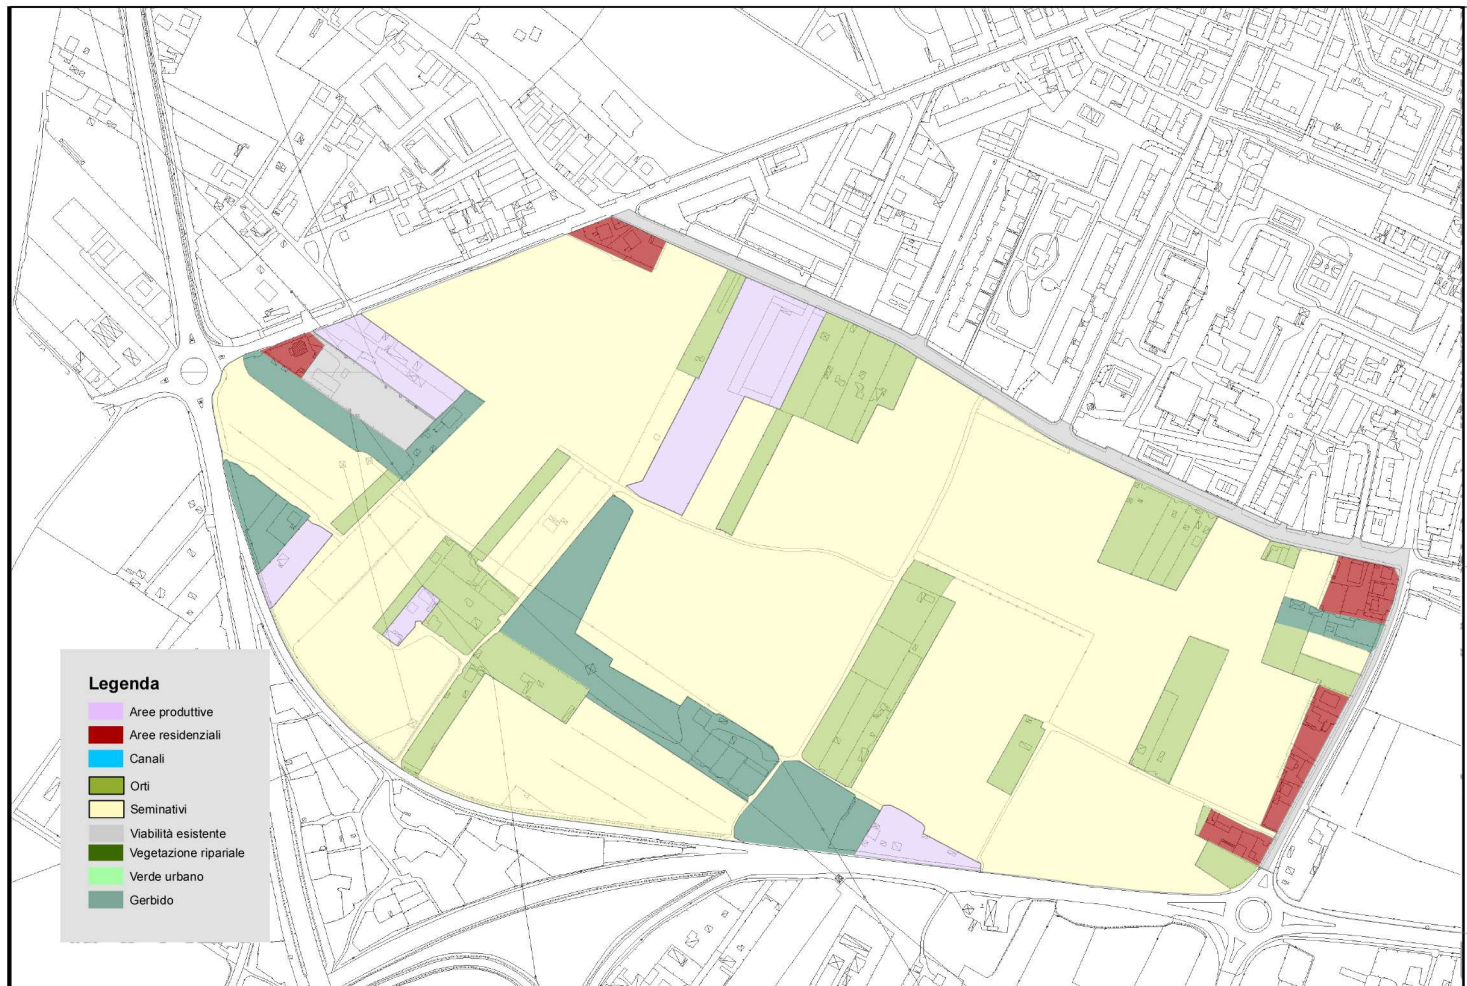 Legenda
Aree produttive
Aree residenziali
Canali
Orti
Seminativi
Viabilità esistente
Vegetazione ripariale
Verde urbano
Gerbido